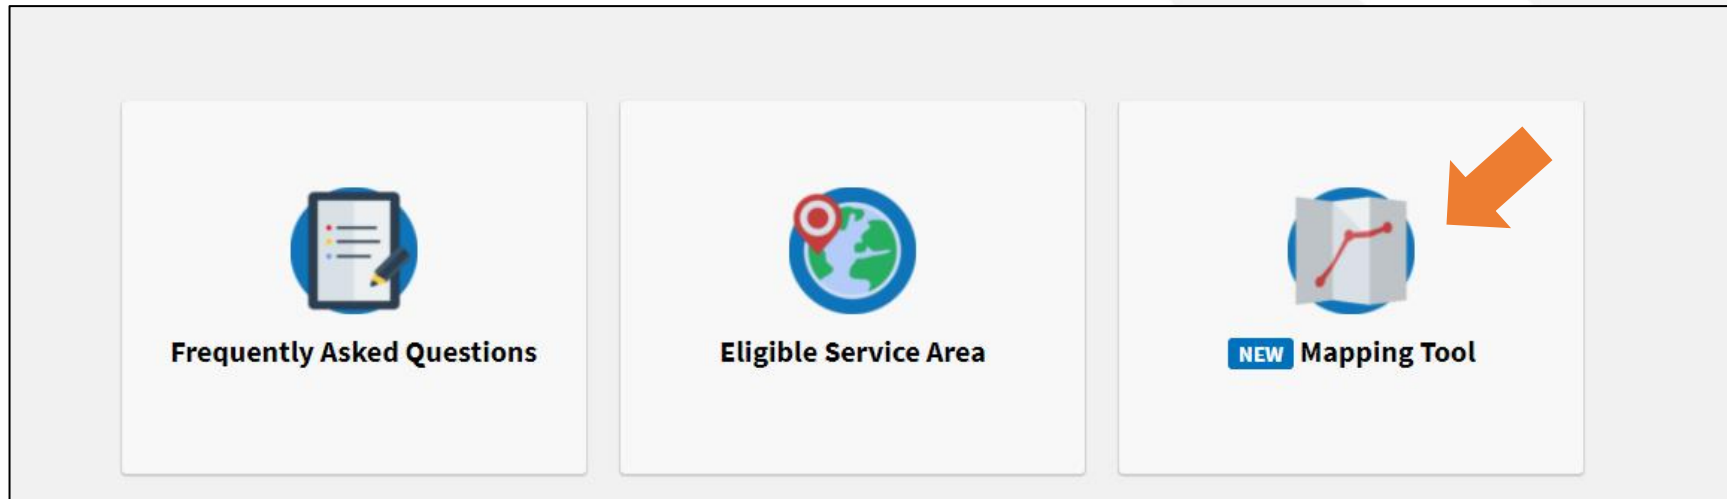 Frequently Asked Questions
Eligible Service Area
NEW Mapping Tool